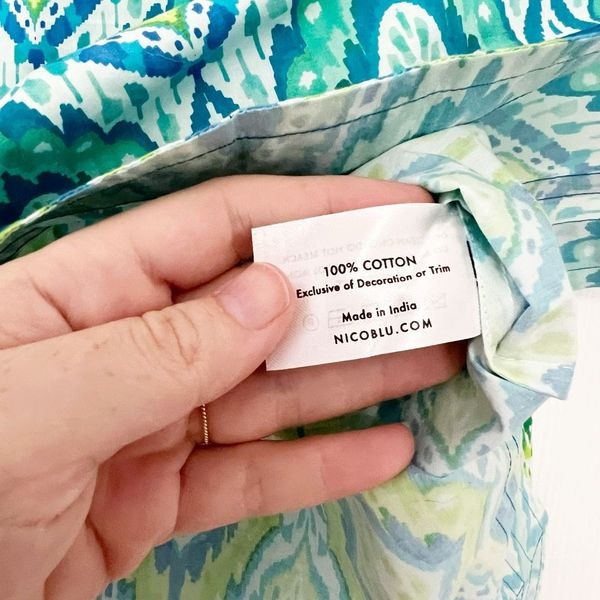 100% COTTON
Exclusive of Decoration or Trim
Made in India
NICOBLU.COM